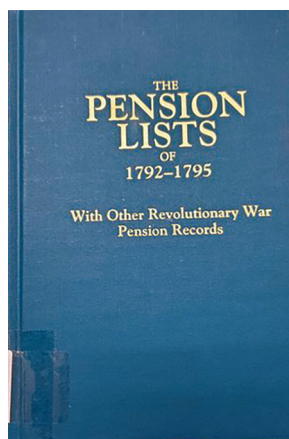 THE
PENSION
LISTS
OF
1792–1795
With Other Revolutionary War
Pension Records